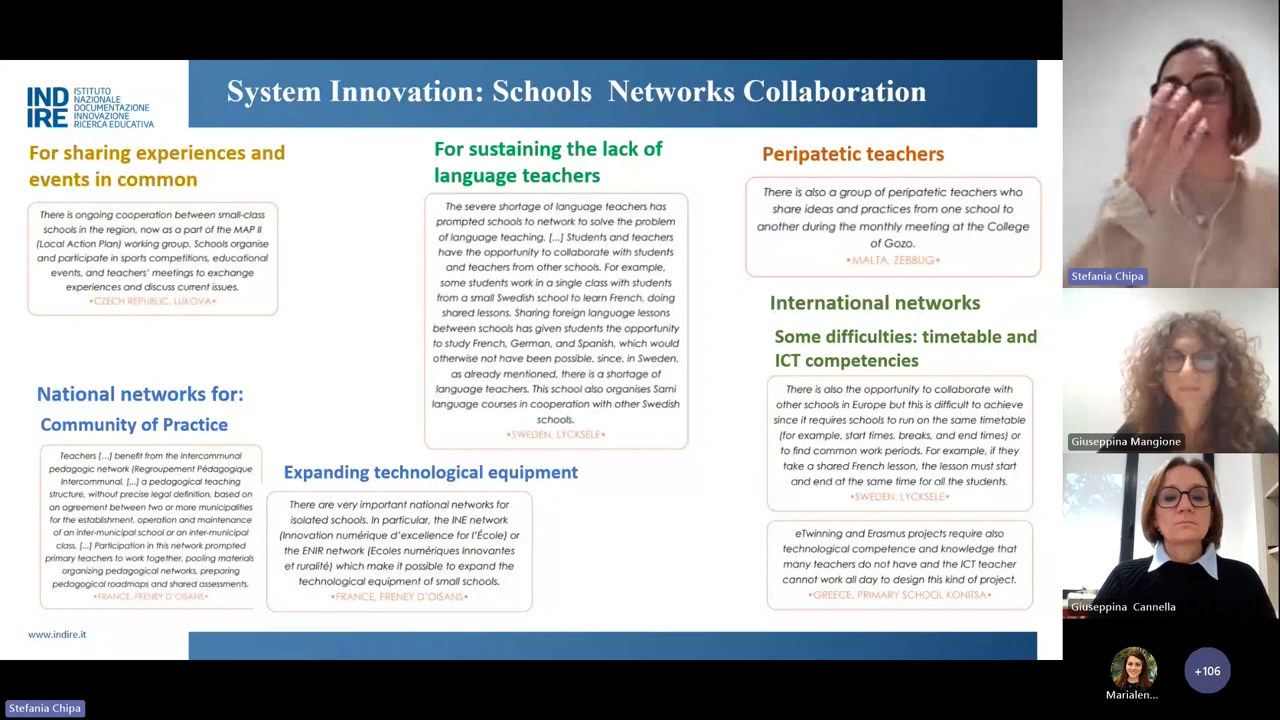 System Innovation: Schools Networks Collaboration
IND
IRE
ISTITUTO
NAZIONALE
DOCUMENTAZIONE
INNOVAZIONE
RICERCA EDUCATIVA
For sharing experiences and
events in common
There is ongoing cooperation between small-class
schools in the region, now as a part of the MAP II
(Local Action Plan) working group. Schools organise
and participate in sports competitions, educational
events, and teachers' meetings to exchange
experiences and discuss current issues.
•CZECH REPUBLIC, LUKOVA•
National networks for:
Community of Practice
Teachers [...] benefit from the Intercommunal
pedagogic network (Regroupement Pédagogique
Intercommunal, [...] a pedagogical teaching
structure, without precise legal definition, based on
an agreement between two or more municipalities
for the establishment, operation and maintenance
of an inter-municipal school or an inter-municipal
class. [...] Participation in this network prompted
primary teachers to work together, pooling materials
organizing pedagogical networks, preparing
pedagogical roadmaps and shared assessments.
•FRANCE, FRENEY D'OISANS•
For sustaining the lack of
language teachers
The severe shortage of language teachers has
prompted schools to network to solve the problem
of language teaching. [...] Students and teachers
have the opportunity to collaborate with students
and teachers from other schools. For example,
some students work in a single class with students
from a small Swedish school to learn French, doing
shared lessons. Sharing foreign language lessons
between schools has given students the opportunity
to study French, German, and Spanish, which would
otherwise not have been possible, since, in Sweden,
as already mentioned, there is a shortage of
language teachers. This school also organises Sami
language courses in cooperation with other Swedish
schools.
•SWEDEN, LYCKSELE•
Expanding technological equipment
There are very important national networks for
isolated schools. In particular, the INE network
(Innovation numérique d'excellence for l'École) or
the ENIR network (Ecoles numériques Innovantes
et ruralité) which make it possible to expand the
technological equipment of small schools.
•FRANCE, FRENEY D'OISANS•
Peripatetic teachers
There is also a group of peripatetic teachers who
share ideas and practices from one school to
another during the monthly meeting at the College
of Gozo.
•MALTA, ZEBBUG•
International networks
Some difficulties: timetable and
ICT competencies
There is also the opportunity to collaborate with
other schools in Europe but this is difficult to achieve
since it requires schools to run on the same timetable
(for example, start times, breaks, and end times) or
to find common work periods. For example, if they
take a shared French lesson, the lesson must start
and end at the same time for all the students.
•SWEDEN, LYCKSELE•
eTwinning and Erasmus projects require also
technological competence and knowledge that
many teachers do not have and the ICT teacher
cannot work all day to design this kind of project.
•GREECE, PRIMARY SCHOOL KONITSA•
www.indire.it
Stefania Chipa
Giuseppina Mangione
Giuseppina Cannella
Marialen...
+106
Stefania Chipa